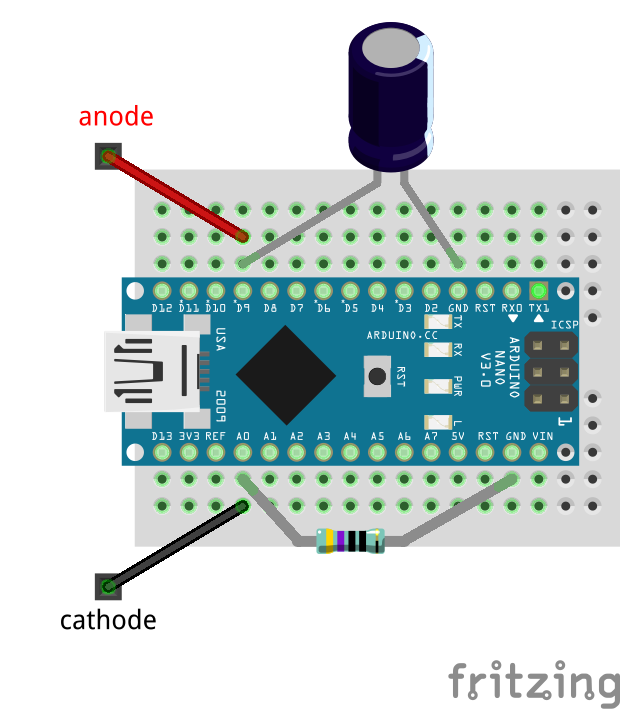 anode
D12 D11 D10 D9 D8 D7 D6 D5 D4 D3 D2 GND RST RX0 TX1
TX
ICSP
USA
ARDUINO.CC
RX
ARDUINO
NANO
V3.0
RST
PWR
2009
L
1
D13 3V3 REF A0 A1 A2 A3 A4 A5 A6 A7 5V RST GND VIN
cathode
fritzing